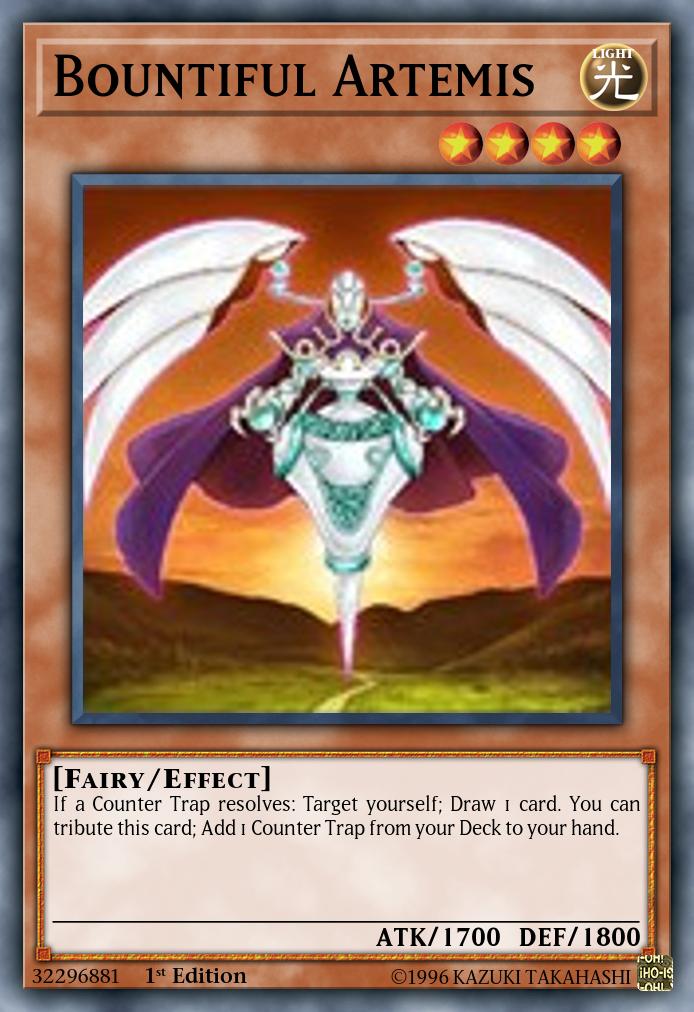 Bountiful Artemis
LIGHT
光
[Fairy/Effect]
If a Counter Trap resolves: Target yourself; Draw 1 card. You can
tribute this card; Add 1 Counter Trap from your Deck to your hand.
ATK/1700 DEF/1800
32296881 1st Edition ©1996 KAZUKI TAKAHASHI